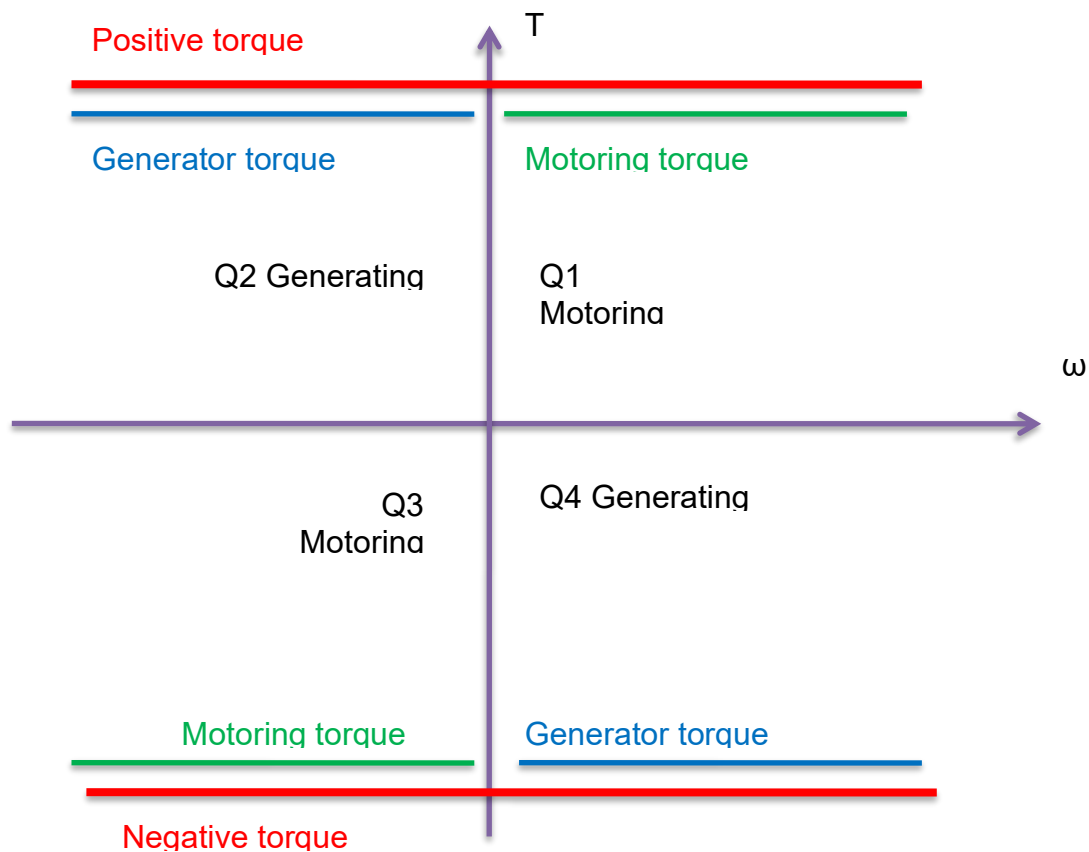 T
Positive torque
Generator torque
Motoring torque
Q2 Generating
Q1
Motoring
ω
Q3
Motoring
Q4 Generating
Motoring torque
Generator torque
Negative torque